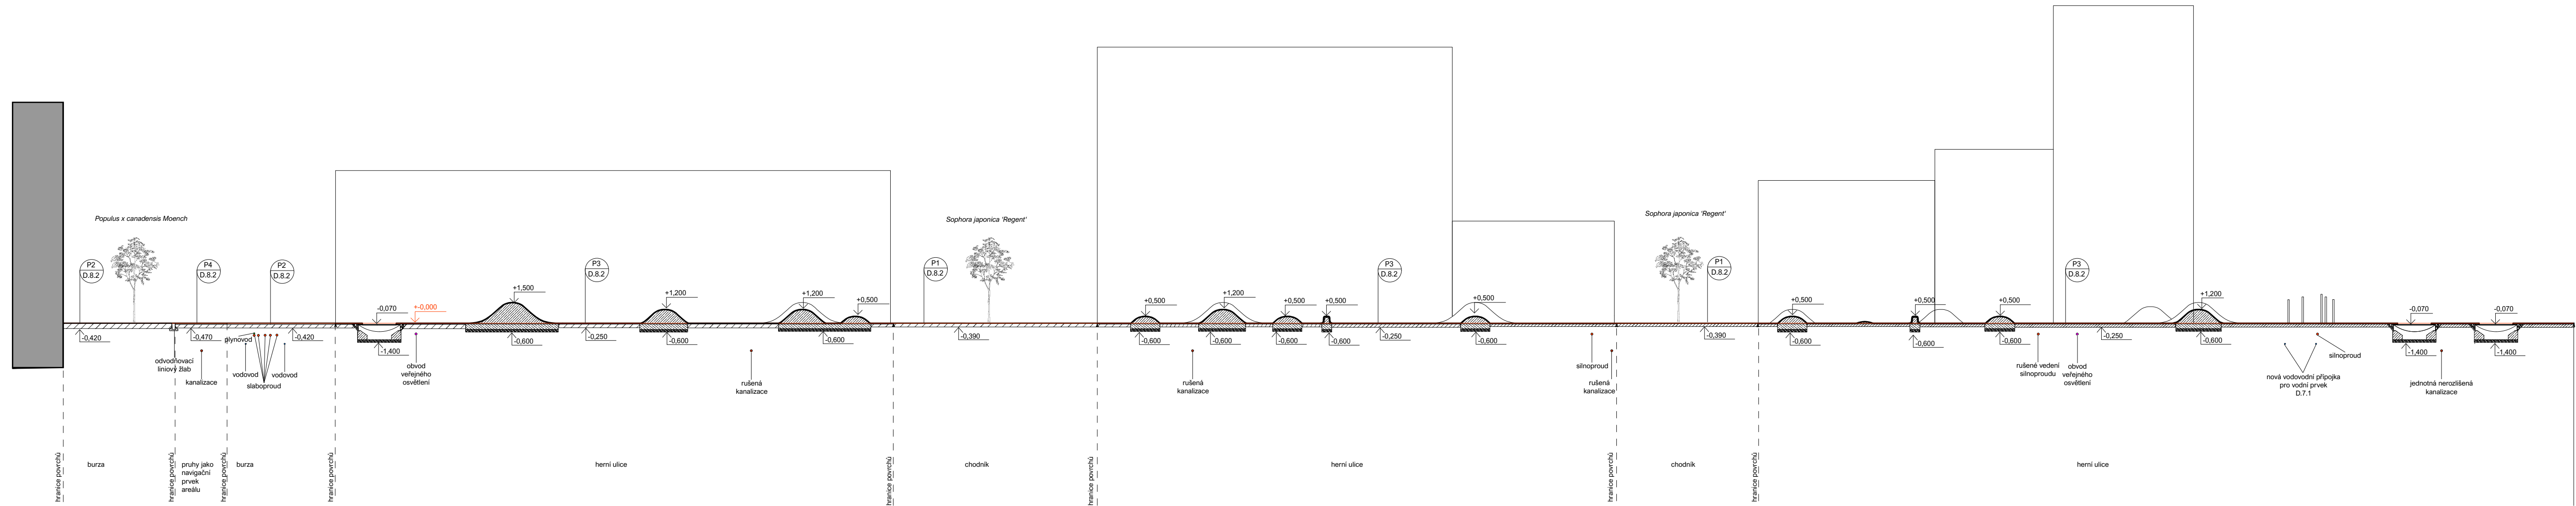 Populus x canadensis Moench
Sophora japonica 'Regent'
Sophora japonica 'Regent'
P2
D.8.2
P4
D.8.2
P2
D.8.2
P3
D.8.2
P1
D.8.2
P3
D.8.2
P1
D.8.2
P3
D.8.2
-0,070
+-0,000
+1,500
+1,200
+1,200
+0,500
+0,500
+1,200
+0,500
+0,500
+0,500
+0,500
+0,500
+0,500
+1,200
-0,070
-0,070
-0,420
-0,470
-0,420
-1,400
-0,600
-0,250
-0,600
-0,600
-0,390
-0,600
-0,600
-0,600
-0,600
-0,250
-0,600
-0,390
-0,600
-0,600
-0,600
-0,250
-0,600
-1,400
-1,400
odvodňovací
liniový žlab
kanalizace
plynovod
vodovod
slaboproud
vodovod
obvod
veřejného
osvětlení
rušená
kanalizace
rušená
kanalizace
silnoproud
rušená
kanalizace
rušené vedení
silnoproudu
obvod
veřejného
osvětlení
nová vodovodní přípojka
pro vodní prvek
D.7.1
silnoproud
jednotná nerozlišená
kanalizace
hranice povrchů
burza
hranice povrchů
pruhy jako
navigační
prvek
areálu
hranice povrchů
burza
hranice povrchů
herní ulice
hranice povrchů
chodník
hranice povrchů
herní ulice
hranice povrchů
chodník
hranice povrchů
herní ulice